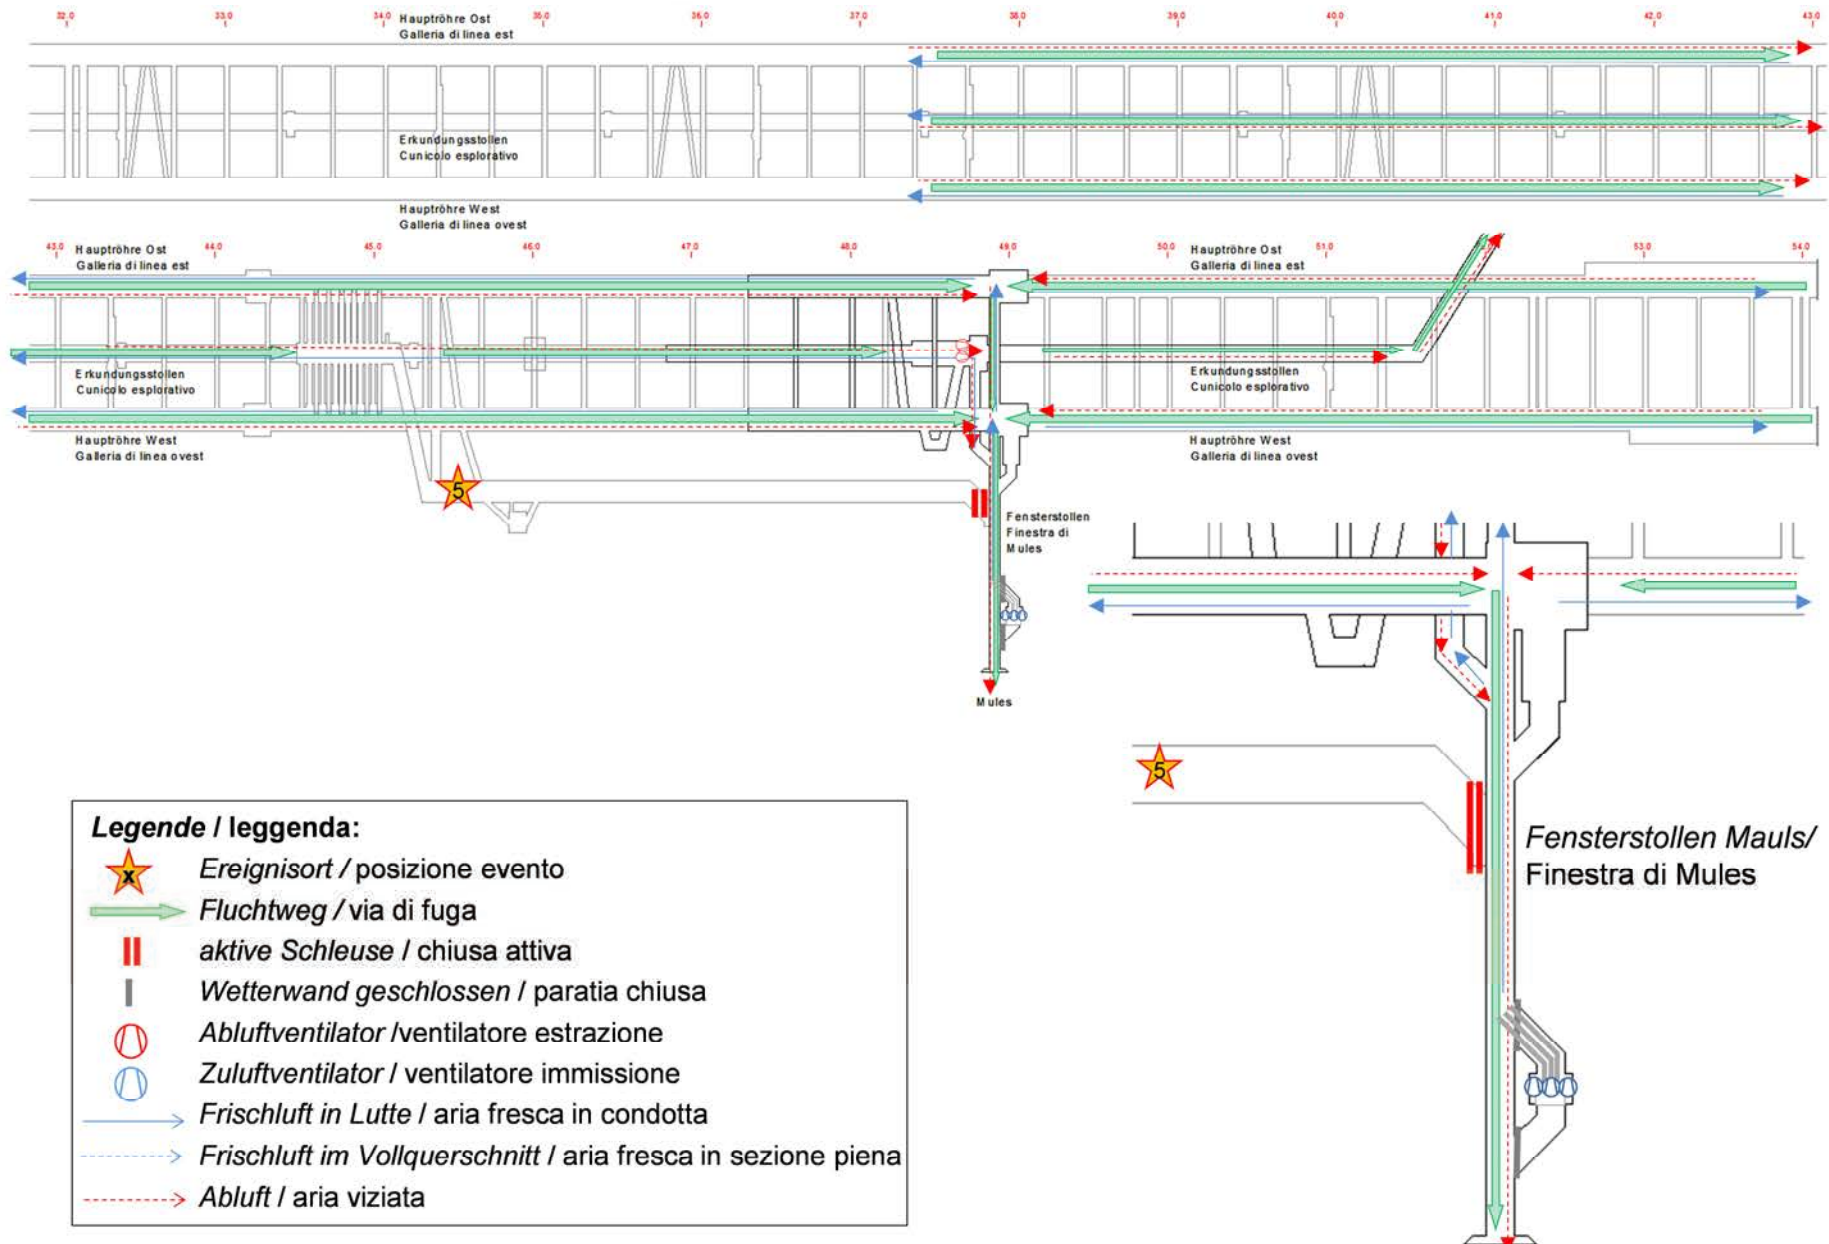 32.0 33.0 34.0 35.0 36.0 37.0 38.0 39.0 40.0 41.0 42.0 43.0
Hauptröhre Ost
Galleria di linea est
Erkundungsstollen
Cunicolo esplorativo
Hauptröhre West
Galleria di linea ovest
43.0 44.0 45.0 46.0 47.0 48.0 49.0 50.0 51.0 53.0 54.0
Hauptröhre Ost
Galleria di linea est
Hauptröhre Ost
Galleria di linea est
Erkundungsstollen
Cunicolo esplorativo
Erkundungsstollen
Cunicolo esplorativo
Hauptröhre West
Galleria di linea ovest
Hauptröhre West
Galleria di linea ovest
5
Fensterstollen
Finestra di
Mules
Mules
5
Fensterstollen Mauls/
Finestra di Mules
Legende / leggenda:
x
Ereignisort / posizione evento
Fluchtweg / via di fuga
aktive Schleuse / chiusa attiva
Wetterwand geschlossen / paratia chiusa
Abluftventilator /ventilatore estrazione
Zuluftventilator / ventilatore immissione
Frischluft in Lutte / aria fresca in condotta
Frischluft im Vollquerschnitt / aria fresca in sezione piena
Abluft / aria viziata